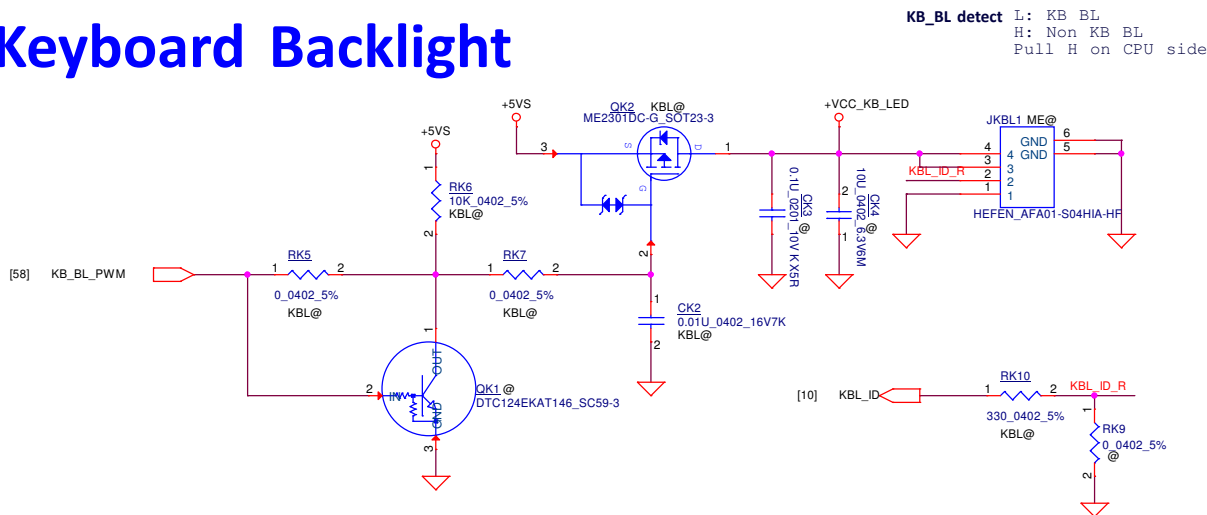 Keyboard Backlight
KB_BL detect L: KB BL
H: Non KB BL
Pull H on CPU side
+5VS
QK2 KBL@
ME2301DC-G_SOT23-3
+VCC_KB_LED
JKBL1 ME@
+5VS
3
S
D
1
G
2
1
RK6
10K_0402_5%
KBL@
2
0.1U_0201_10V K X5R
CK3
@
2
10U_0402_6.3V6M
CK4
@
1
4
3
KBL_ID_R 2
1
4
3
2
1
GND 6
GND 5
HEFEN_AFA01-S04HIA-HF
[58] KB_BL_PWM
RK5
1 2
0_0402_5%
KBL@
RK7
1 2
0_0402_5%
KBL@
1
CK2
0.01U_0402_16V7K
KBL@
2
1
OUT
2
IN
GND
3
QK1 @
DTC124EKAT146_SC59-3
[10] KBL_ID
RK10
1 2
330_0402_5%
KBL@
KBL_ID_R
1
RK9
0_0402_5%
@
2